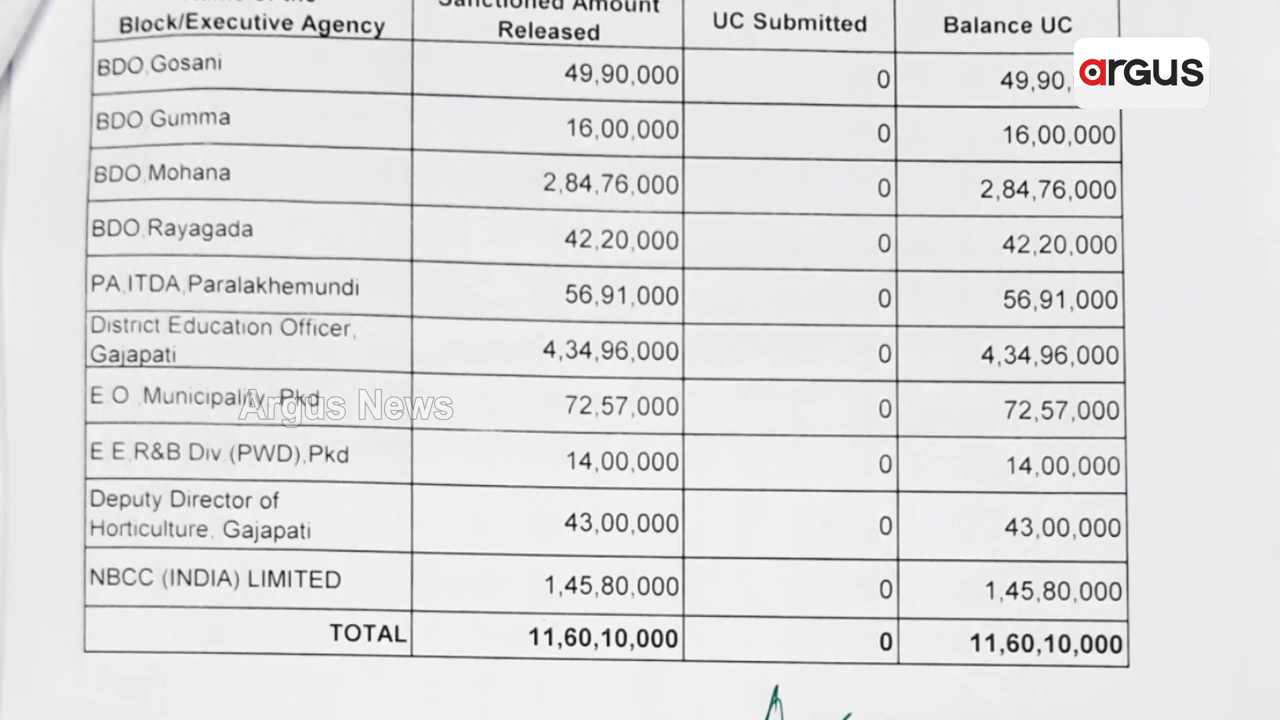 Sanctioned Amount
Block/Executive Agency Released UC Submitted Balance UC
argus
BDO,Gosani 49,90,000 0 49,90,
BDO,Gumma 16,00,000 0 16,00,000
BDO,Mohana 2,84,76,000 0 2,84,76,000
BDO,Rayagada 42,20,000 0 42,20,000
PA,ITDA,Paralakhemundi 56,91,000 0 56,91,000
District Education Officer,
Gajapati 4,34,96,000 0 4,34,96,000
E.O .Municipality, Pkd 72,57,000 0 72,57,000
Argus News
E.E,R&B Div.(PWD),Pkd 14,00,000 0 14,00,000
Deputy Director of
Horticulture, Gajapati 43,00,000 0 43,00,000
NBCC (INDIA) LIMITED 1,45,80,000 0 1,45,80,000
TOTAL 11,60,10,000 0 11,60,10,000